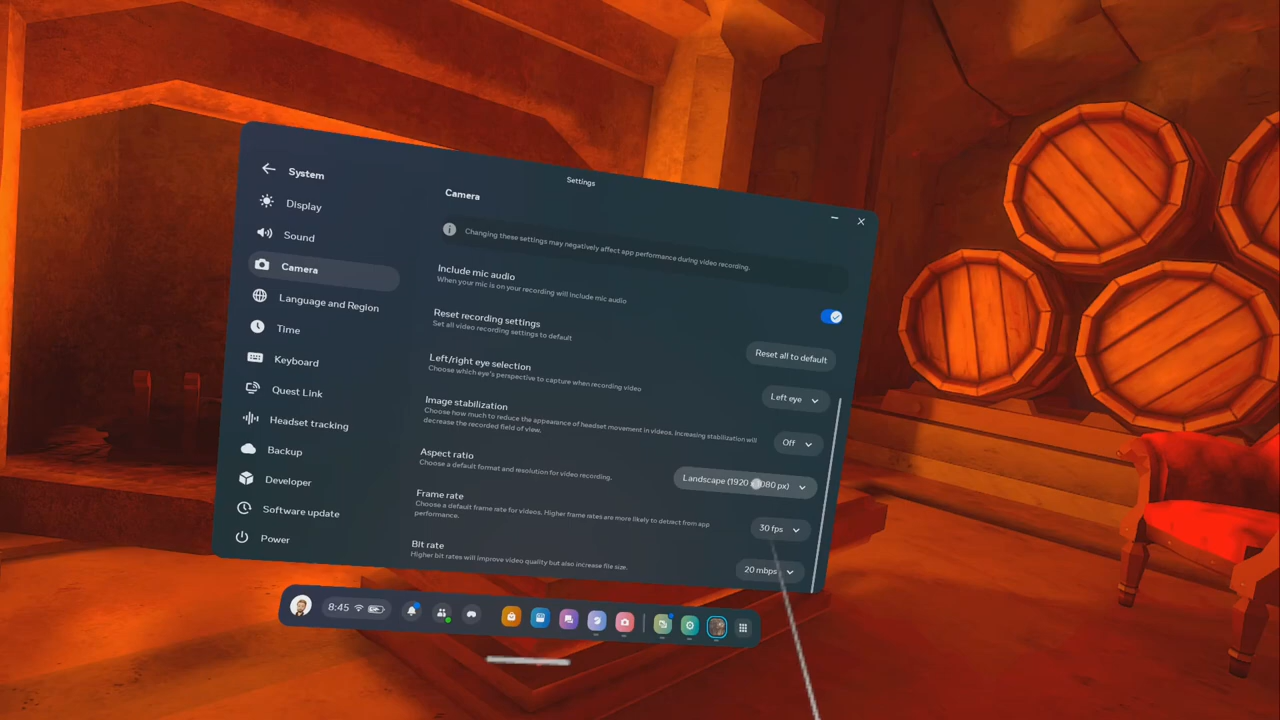 System
Display
Sound
Camera
Language and Region
Time
Keyboard
Quest Link
Headset tracking
Backup
Developer
Software update
Power
Settings
Camera
Changing these settings may negatively affect app performance during video recording.
Include mic audio
When your mic is on your recording will include mic audio
Reset recording settings
Set all video recording settings to default
Reset all to default
Left/right eye selection
Choose which eye's perspective to capture when recording video
Left eye
Image stabilization
Choose how much to reduce the appearance of headset movement in videos. Increasing stabilization will
decrease the recorded field of view.
Off
Aspect ratio
Choose a default format and resolution for video recording.
Landscape (1920 x 1080 px)
Frame rate
Choose a default frame rate for videos. Higher frame rates are more likely to detract from app
performance.
30 fps
Bit rate
Higher bit rates will improve video quality but also increase file size.
20 mbps
8:45